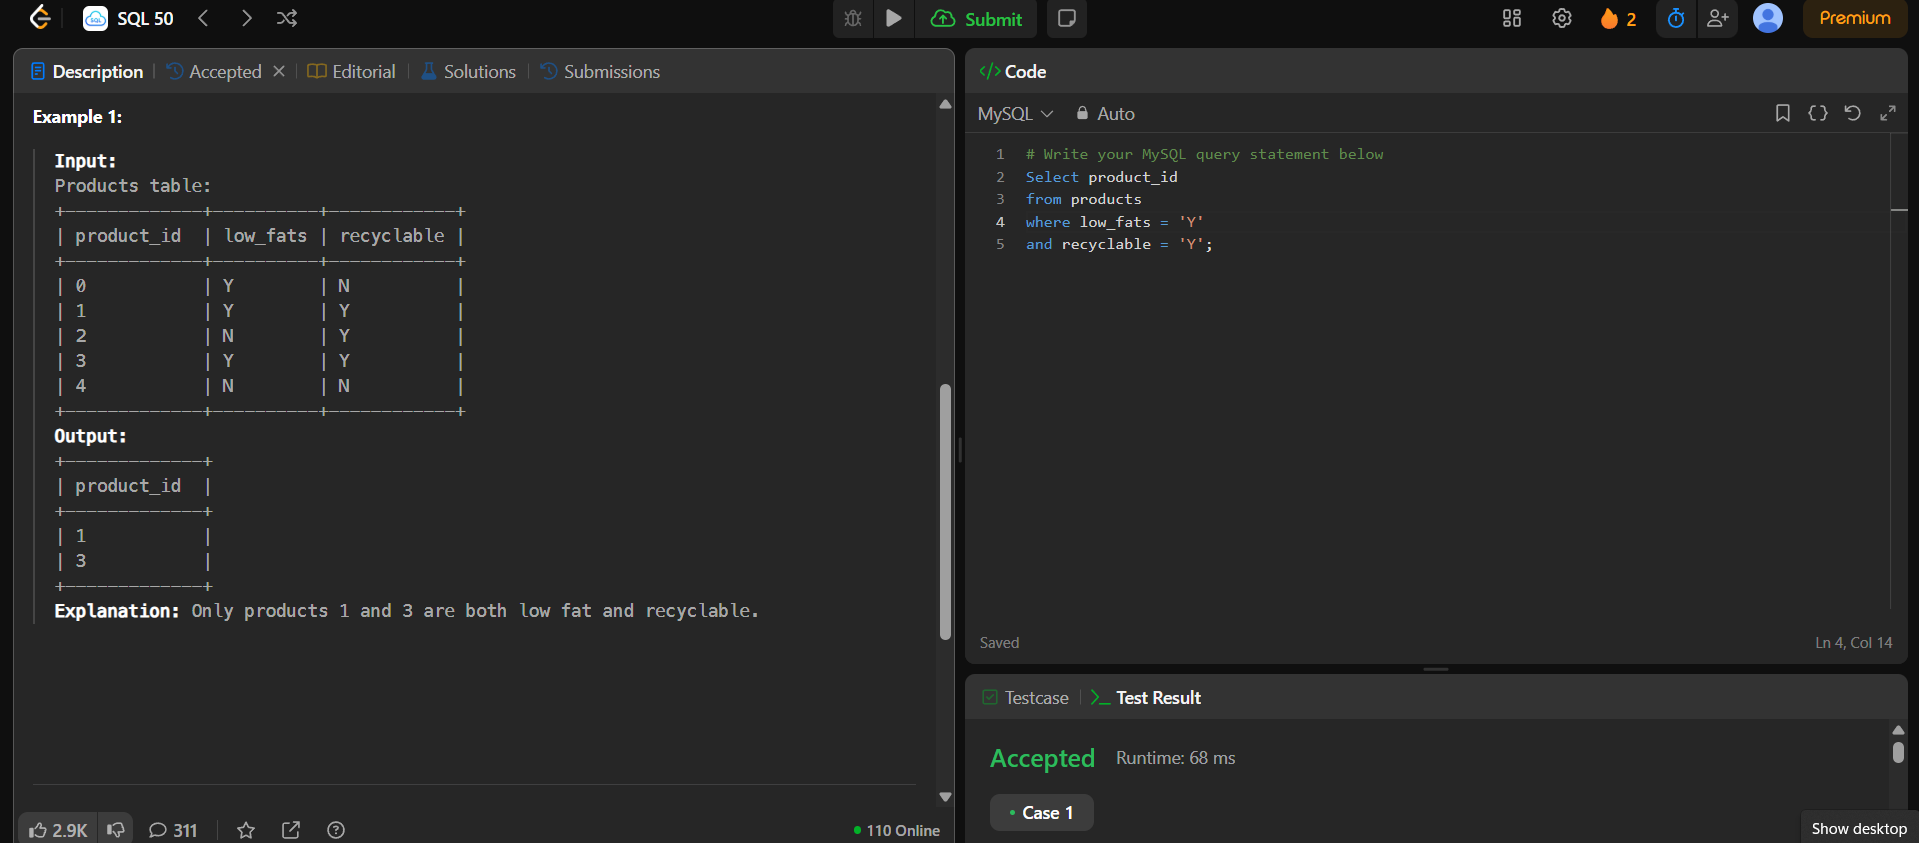 SQL 50
Submit
2
Premium
Description
Accepted
Editorial
Solutions
Submissions
Example 1:
Input:
Products table:
+-------------+----------+------------+
| product_id  | low_fats | recyclable |
+-------------+----------+------------+
| 0           | Y        | N          |
| 1           | Y        | Y          |
| 2           | N        | Y          |
| 3           | Y        | Y          |
| 4           | N        | N          |
+-------------+----------+------------+
Output:
+-------------+
| product_id  |
+-------------+
| 1           |
| 3           |
+-------------+
Explanation: Only products 1 and 3 are both low fat and recyclable.
2.9K
311
110 Online
</> Code
MySQL
Auto
{}
1 # Write your MySQL query statement below
2 Select product_id
3 from products
4 where low_fats = 'Y'
5 and recyclable = 'Y';
Saved
Ln 4, Col 14
Testcase
>_ Test Result
Accepted
Runtime: 68 ms
• Case 1
Show desktop